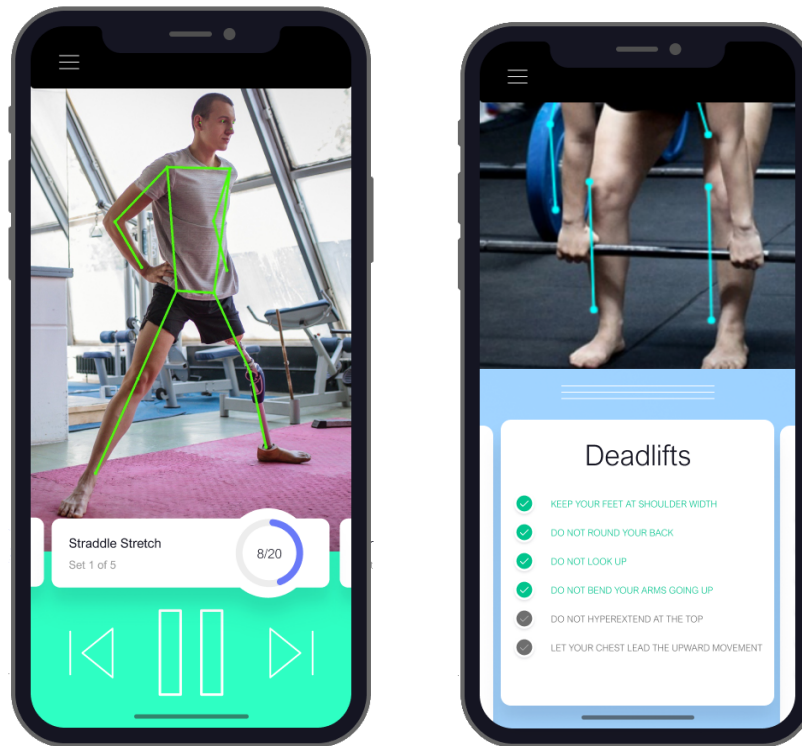 Straddle Stretch
Set 1 of 5
8/20
Deadlifts
KEEP YOUR FEET AT SHOULDER WIDTH
DO NOT ROUND YOUR BACK
DO NOT LOOK UP
DO NOT BEND YOUR ARMS GOING UP
DO NOT HYPEREXTEND AT THE TOP
LET YOUR CHEST LEAD THE UPWARD MOVEMENT